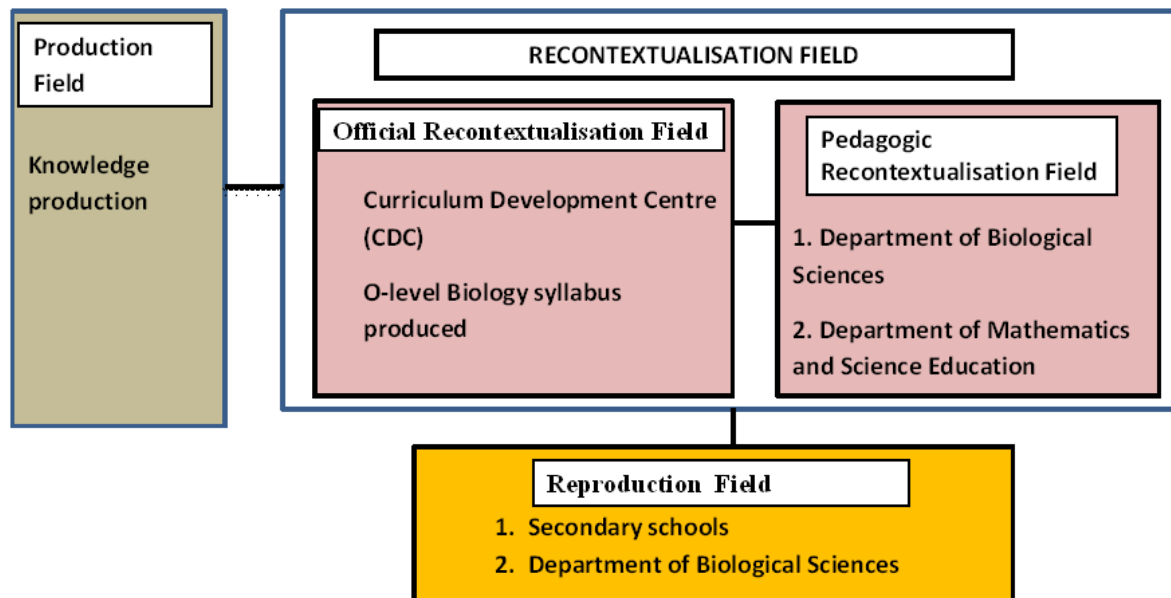 Production
Field
Knowledge
production
RECONTEXTUALISATION FIELD
Official Recontextualisation Field
Curriculum Development Centre
(CDC)
O-level Biology syllabus
produced
Pedagogic
Recontextualisation Field
1. Department of Biological
Sciences
2. Department of Mathematics
and Science Education
Reproduction Field
1. Secondary schools
2. Department of Biological Sciences